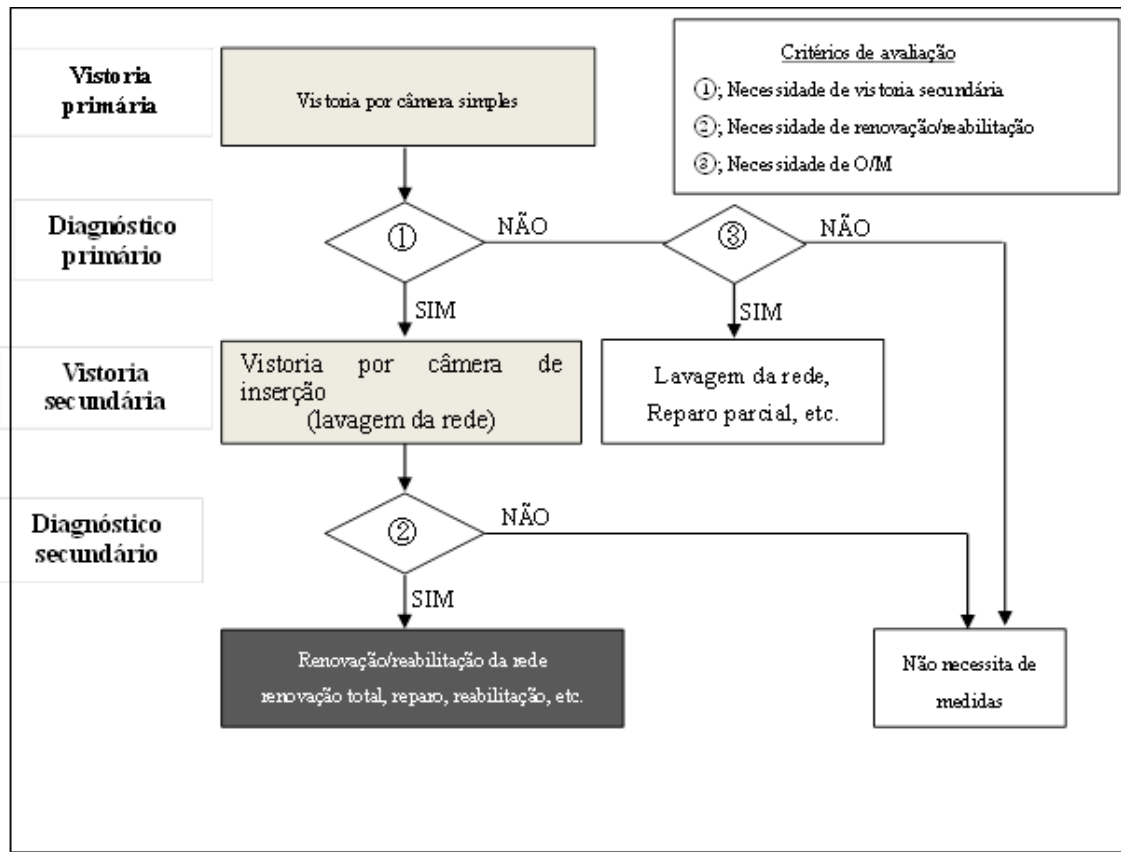 Vistoria
primária
Vistoria por câmera simples
Critérios de avaliação
①; Necessidade de vistoria secundária
②; Necessidade de renovação/reabilitação
③; Necessidade de O/M
Diagnóstico
primário
①
NÃO
③
NÃO
SIM
SIM
Vistoria
secundária
Vistoria por câmera de
inserção
(lavagem da rede)
Lavagem da rede,
Reparo parcial, etc.
Diagnóstico
secundário
②
NÃO
SIM
Renovação/reabilitação da rede
renovação total, reparo, reabilitação, etc.
Não necessita de
medidas